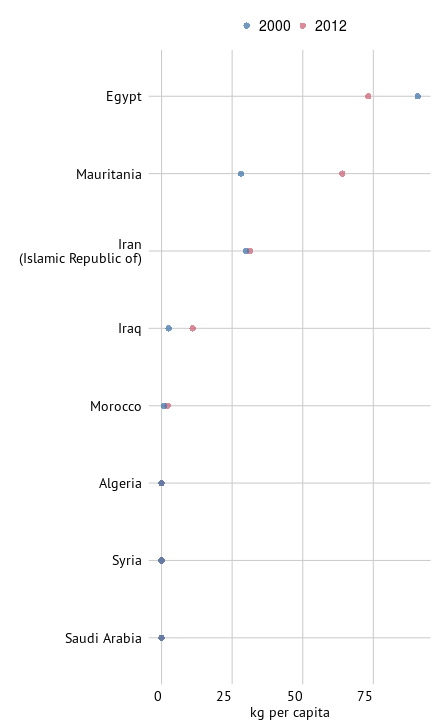 2000 2012
Egypt
Mauritania
Iran
(Islamic Republic of)
Iraq
Morocco
Algeria
Syria
Saudi Arabia
0 25 50 75
kg per capita